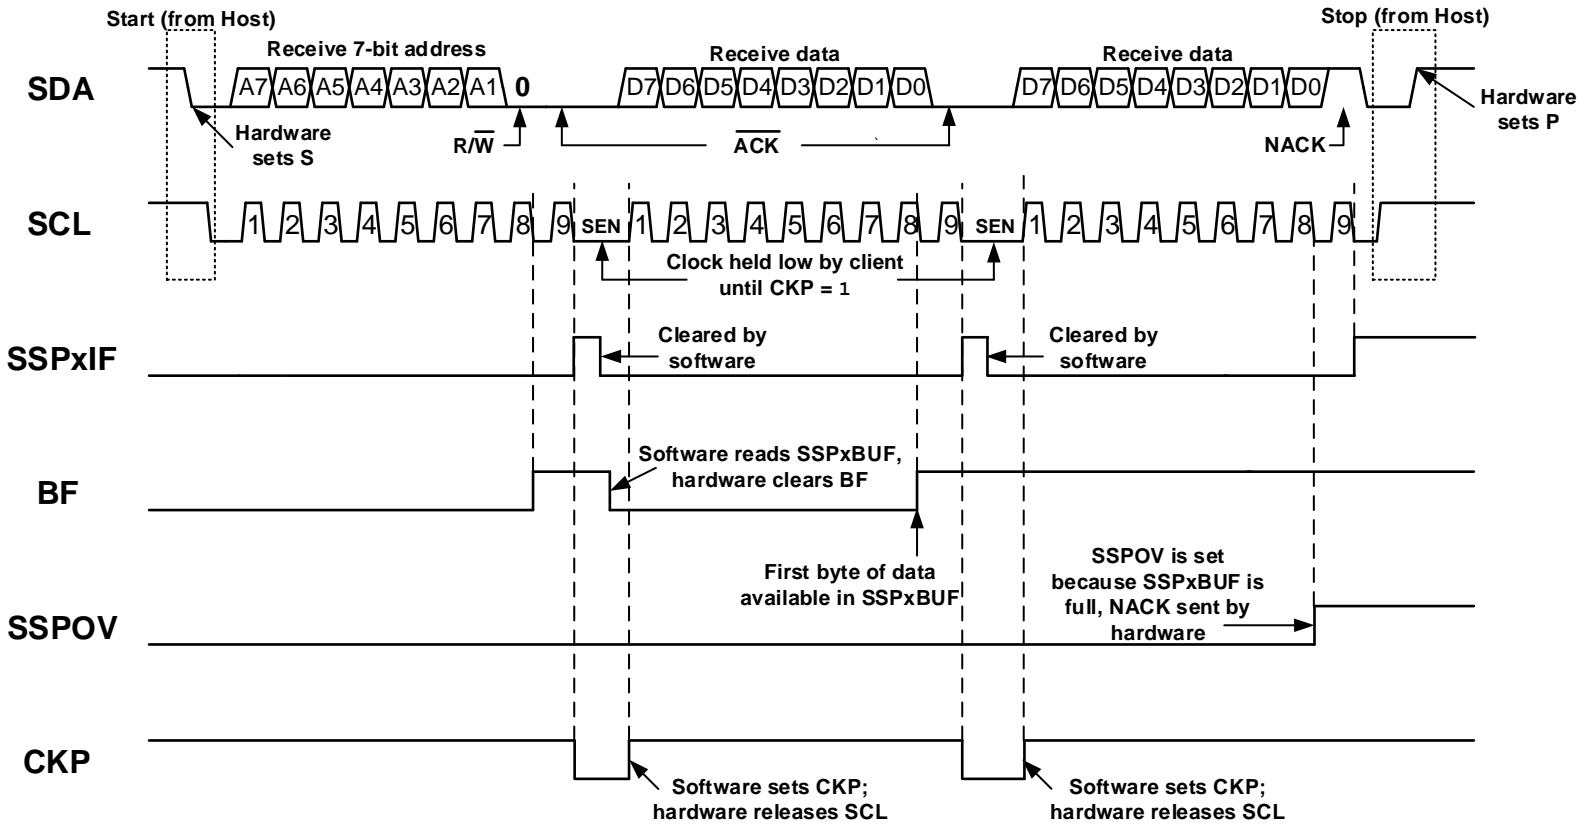 Start (from Host)
Stop (from Host)
Receive 7-bit address
Receive data
Receive data
SDA
A7 A6 A5 A4 A3 A2 A1 0
D7 D6 D5 D4 D3 D2 D1 D0
D7 D6 D5 D4 D3 D2 D1 D0
Hardware
sets S
R/W
ACK
NACK
Hardware
sets P
SCL
1 2 3 4 5 6 7 8 9 SEN
1 2 3 4 5 6 7 8 9 SEN
1 2 3 4 5 6 7 8 9
Clock held low by client
until CKP = 1
SSPxIF
Cleared by
software
Cleared by
software
BF
Software reads SSPxBUF,
hardware clears BF
First byte of data
available in SSPxBUF
SSPOV is set
because SSPxBUF is
full, NACK sent by
hardware
SSPOV
CKP
Software sets CKP;
hardware releases SCL
Software sets CKP;
hardware releases SCL